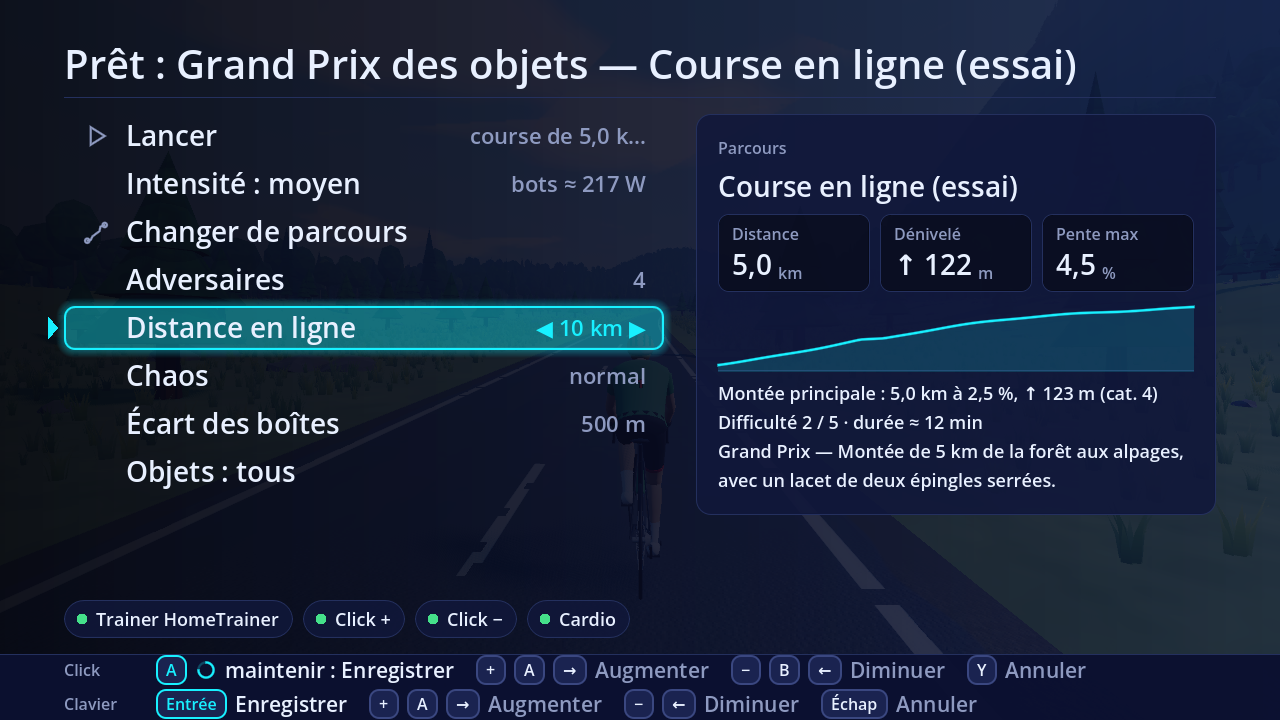 Prêt : Grand Prix des objets — Course en ligne (essai)
Lancer course de 5,0 k...
Intensité : moyen bots ≈ 217 W
Changer de parcours
Adversaires 4
Distance en ligne ◀ 10 km ▶
Chaos normal
Écart des boîtes 500 m
Objets : tous
Parcours
Course en ligne (essai)
Distance Dénivelé Pente max
5,0 km ↑ 122 m 4,5 %
Montée principale : 5,0 km à 2,5 %, ↑ 123 m (cat. 4)
Difficulté 2 / 5 · durée ≈ 12 min
Grand Prix — Montée de 5 km de la forêt aux alpages,
avec un lacet de deux épingles serrées.
Trainer HomeTrainer Click + Click − Cardio
Click A maintenir : Enregistrer + A → Augmenter − B ← Diminuer Y Annuler
Clavier Entrée Enregistrer + A → Augmenter − ← Diminuer Échap Annuler